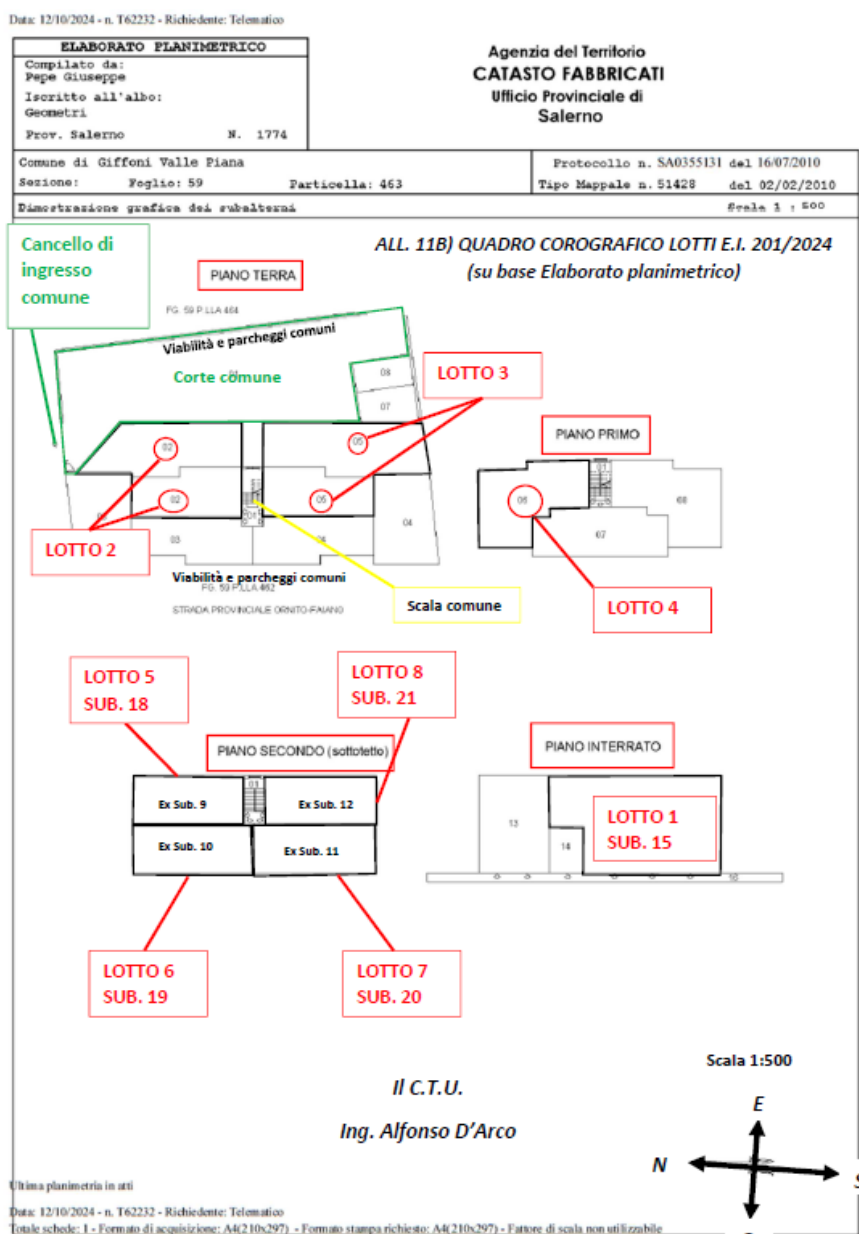 Data: 12/10/2024 - n. T62232 - Richiedente: Telematico
ELABORATO PLANIMETRICO
Compilato da:
Pepe Giuseppe
Iscritto all'albo:
Geometri
Prov. Salerno N. 1774
Agenzia del Territorio
CATASTO FABBRICATI
Ufficio Provinciale di
Salerno
Comune di Giffoni Valle Piana
Sezione: Foglio: 59 Particella: 463
Protocollo n. SA0355131 del 16/07/2010
Tipo Mappale n. 51428 del 02/02/2010
Dimostrazione grafica dei subalterni Scala 1 : 500
Cancello di
ingresso
comune
ALL. 11B) QUADRO COROGRAFICO LOTTI E.I. 201/2024
(su base Elaborato planimetrico)
PIANO TERRA
FG. 59 P.LLA 464
Viabilità e parcheggi comuni
Corte comune
08
07
LOTTO 3
02
05
02
05
01
03
04
LOTTO 2
Viabilità e parcheggi comuni
FG. 59 P.LLA 462
STRADA PROVINCIALE ORNITO-FAIANO
Scala comune
PIANO PRIMO
01
06
08
07
LOTTO 4
LOTTO 5
SUB. 18
LOTTO 8
SUB. 21
PIANO SECONDO (sottotetto)
01
Ex Sub. 9
Ex Sub. 12
Ex Sub. 10
Ex Sub. 11
LOTTO 6
SUB. 19
LOTTO 7
SUB. 20
PIANO INTERRATO
13
14
LOTTO 1
SUB. 15
Scala 1:500
Il C.T.U.
Ing. Alfonso D'Arco
E
N
S
Ultima planimetria in atti
Data: 12/10/2024 - n. T62232 - Richiedente: Telematico
Totale schede: 1 - Formato di acquisizione: A4(210x297) - Formato stampa richiesto: A4(210x297) - Fattore di scala non utilizzabile